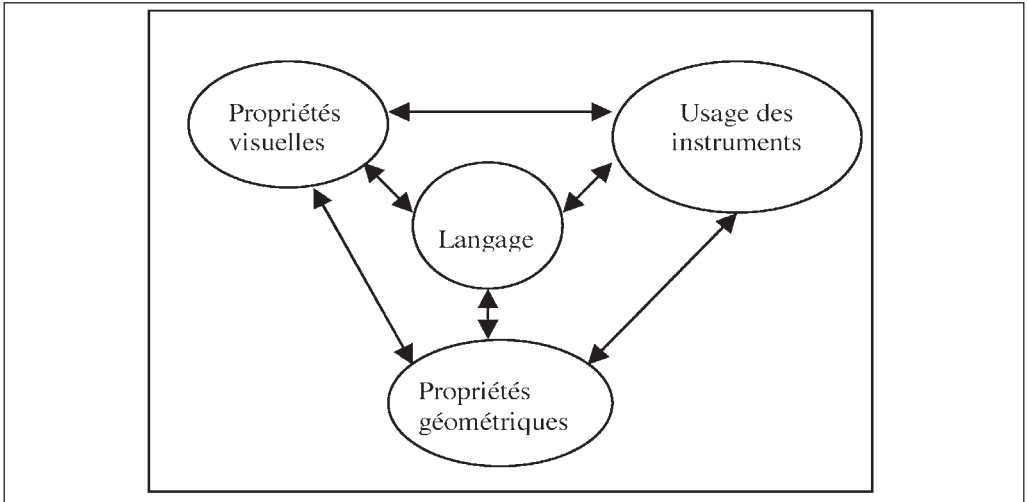 Propriétés
visuelles
Usage des
instruments
Langage
Propriétés
géométriques